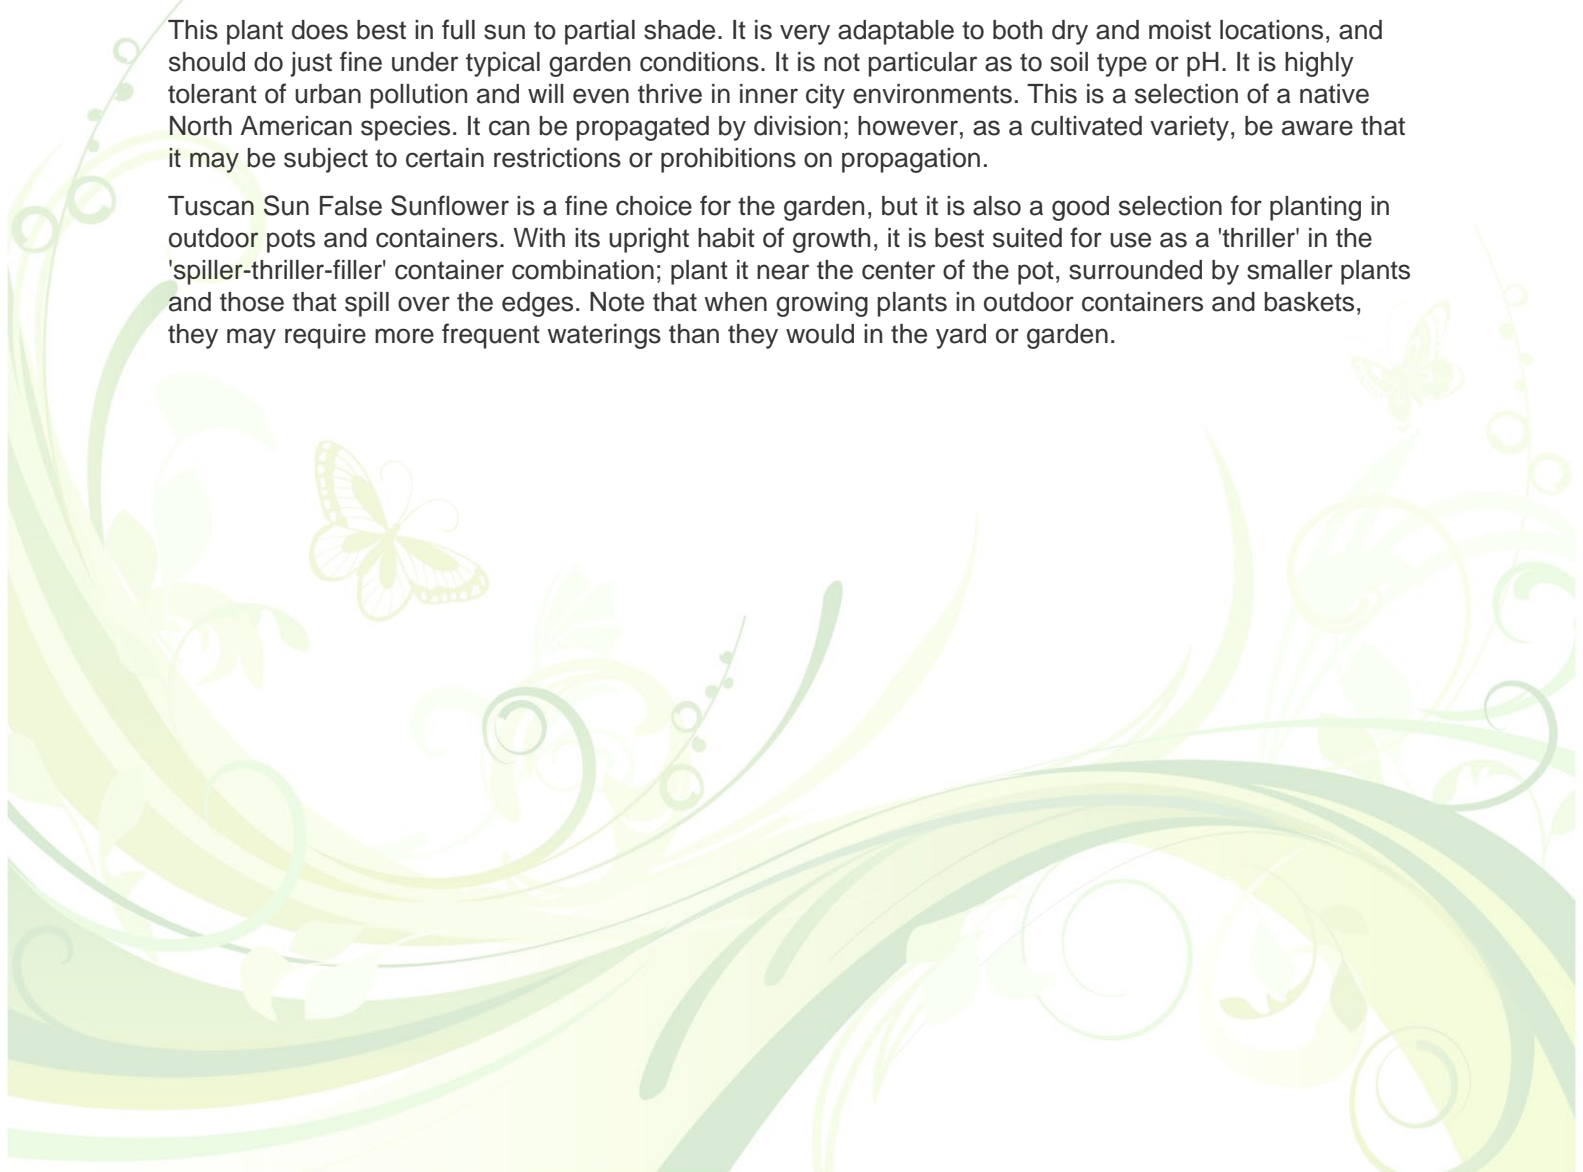 This plant does best in full sun to partial shade. It is very adaptable to both dry and moist locations, and
should do just fine under typical garden conditions. It is not particular as to soil type or pH. It is highly
tolerant of urban pollution and will even thrive in inner city environments. This is a selection of a native
North American species. It can be propagated by division; however, as a cultivated variety, be aware that
it may be subject to certain restrictions or prohibitions on propagation.
Tuscan Sun False Sunflower is a fine choice for the garden, but it is also a good selection for planting in
outdoor pots and containers. With its upright habit of growth, it is best suited for use as a 'thriller' in the
'spiller-thriller-filler' container combination; plant it near the center of the pot, surrounded by smaller plants
and those that spill over the edges. Note that when growing plants in outdoor containers and baskets,
they may require more frequent waterings than they would in the yard or garden.